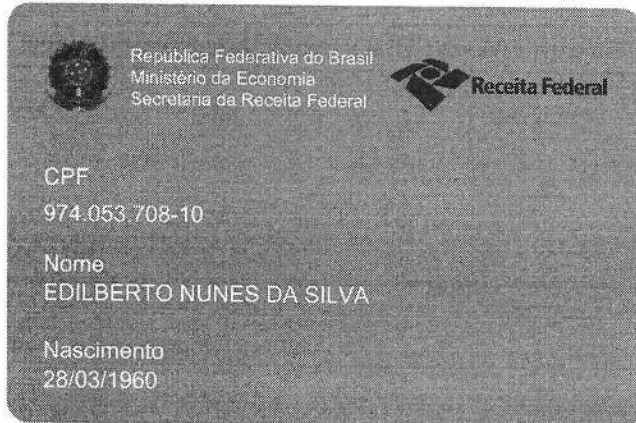 República Federativa do Brasil
Ministério da Economia
Secretaria da Receita Federal
Receita Federal
CPF
974.053.708-10
Nome
EDILBERTO NUNES DA SILVA
Nascimento
28/03/1960